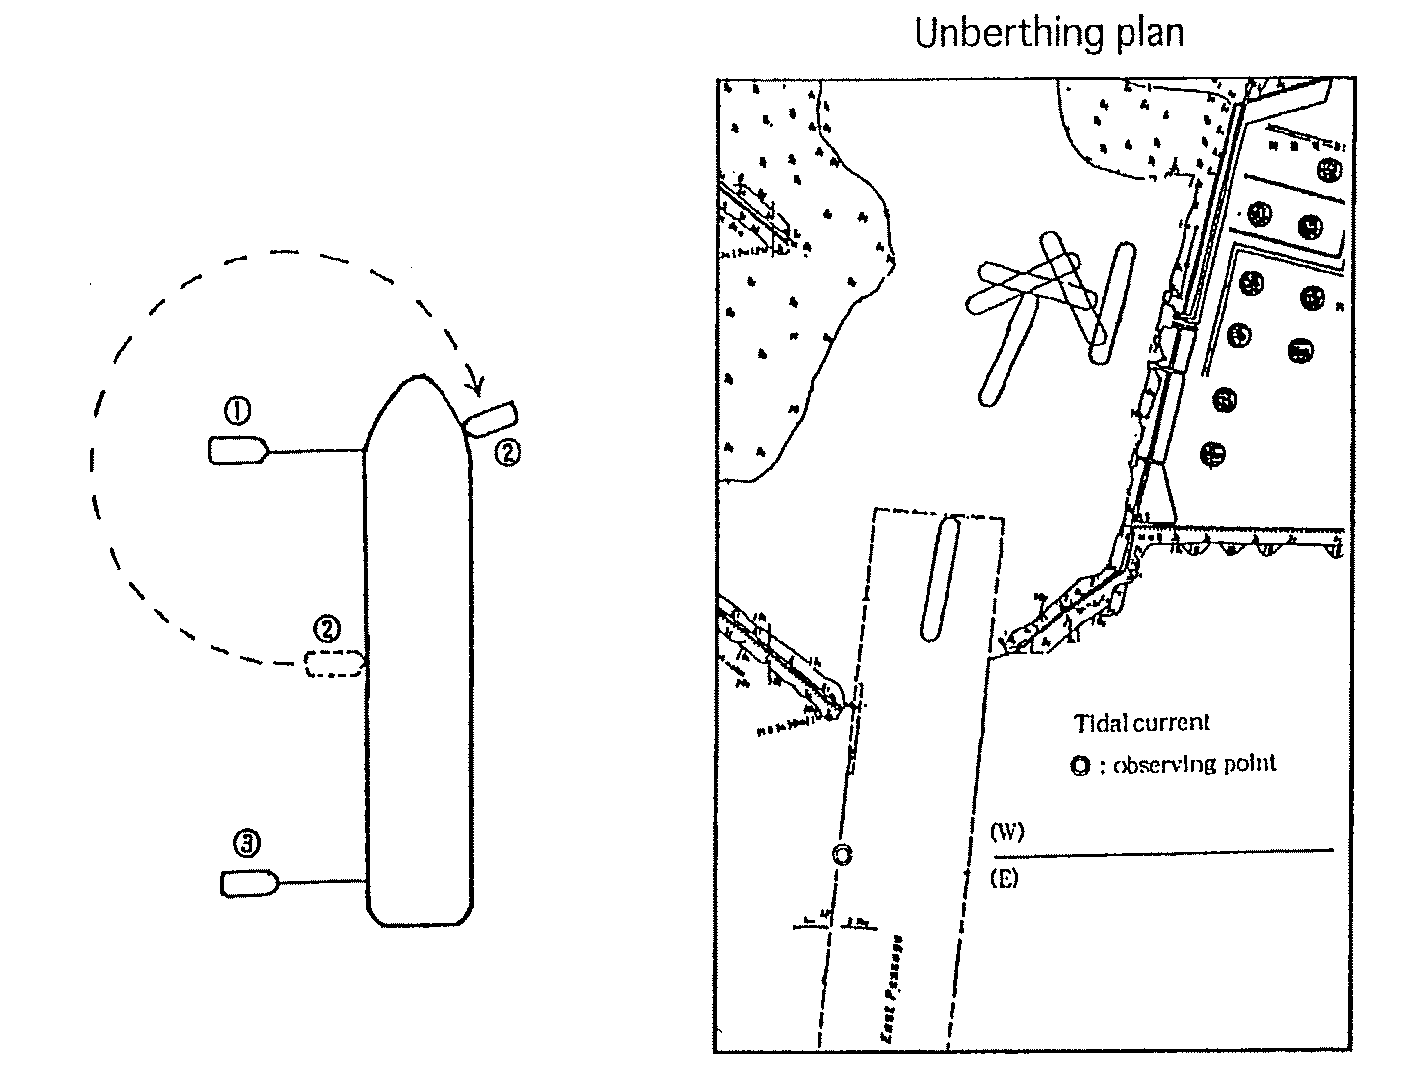 Unberthing plan
①
②
②
③
Tidal current
◎ : observing point
(W)
(E)
East Passage